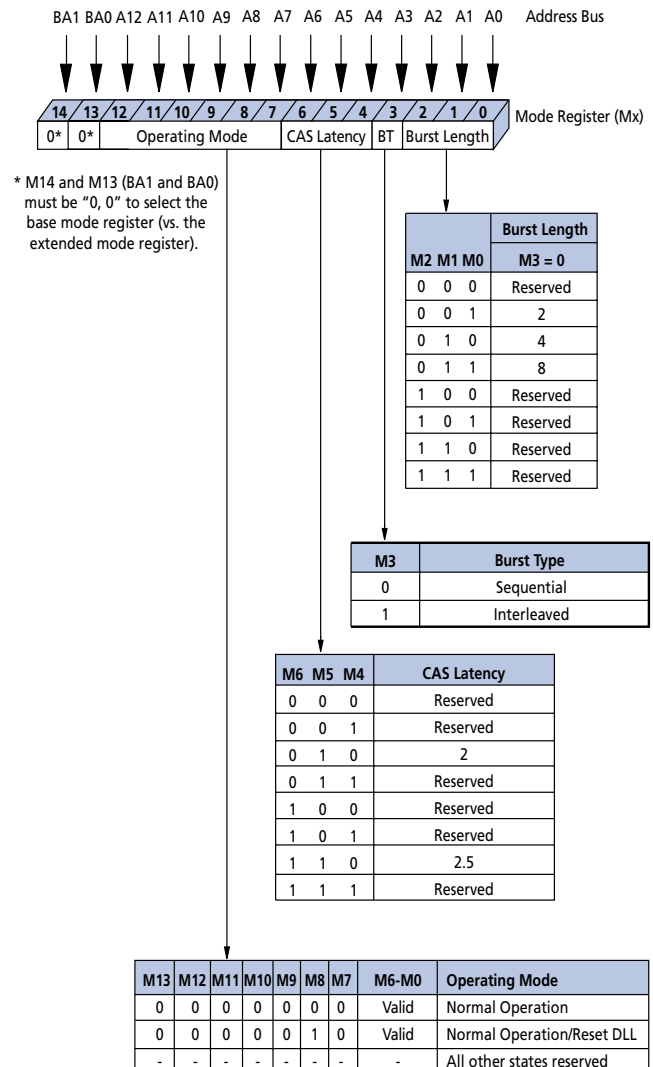 BA1 BA0 A12 A11 A10 A9 A8 A7 A6 A5 A4 A3 A2 A1 A0 Address Bus
14 13 12 11 10 9 8 7 6 5 4 3 2 1 0 Mode Register (Mx)
0* 0* Operating Mode CAS Latency BT Burst Length
* M14 and M13 (BA1 and BA0)
must be “0, 0” to select the
base mode register (vs. the
extended mode register).
Burst Length
M2 M1 M0 M3 = 0
0 0 0 Reserved
0 0 1 2
0 1 0 4
0 1 1 8
1 0 0 Reserved
1 0 1 Reserved
1 1 0 Reserved
1 1 1 Reserved
M3 Burst Type
0 Sequential
1 Interleaved
M6 M5 M4 CAS Latency
0 0 0 Reserved
0 0 1 Reserved
0 1 0 2
0 1 1 Reserved
1 0 0 Reserved
1 0 1 Reserved
1 1 0 2.5
1 1 1 Reserved
M13 M12 M11 M10 M9 M8 M7 M6-M0 Operating Mode
0 0 0 0 0 0 0 Valid Normal Operation
0 0 0 0 0 1 0 Valid Normal Operation/Reset DLL
- - - - - - - - All other states reserved